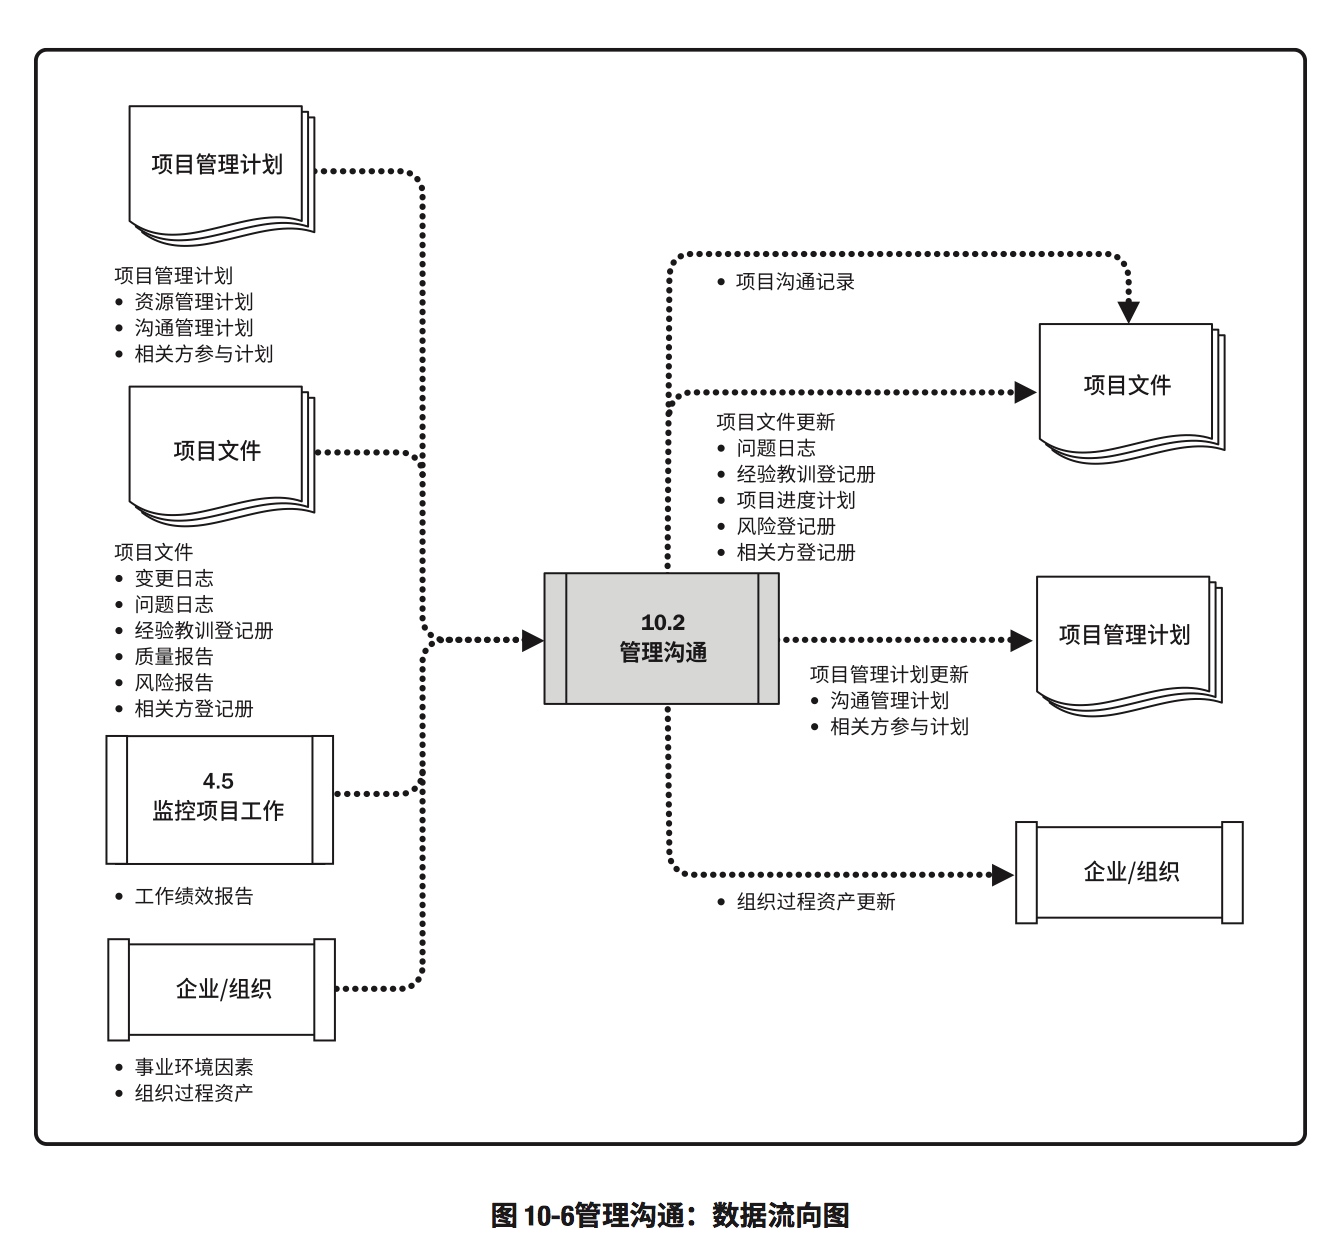 项目管理计划
项目管理计划
• 资源管理计划
• 沟通管理计划
• 相关方参与计划
项目文件
项目文件
• 变更日志
• 问题日志
• 经验教训登记册
• 质量报告
• 风险报告
• 相关方登记册
4.5
监控项目工作
• 工作绩效报告
企业/组织
• 事业环境因素
• 组织过程资产
10.2
管理沟通
• 项目沟通记录
项目文件
项目文件更新
• 问题日志
• 经验教训登记册
• 项目进度计划
• 风险登记册
• 相关方登记册
项目管理计划
项目管理计划更新
• 沟通管理计划
• 相关方参与计划
企业/组织
• 组织过程资产更新
图 10-6管理沟通：数据流向图